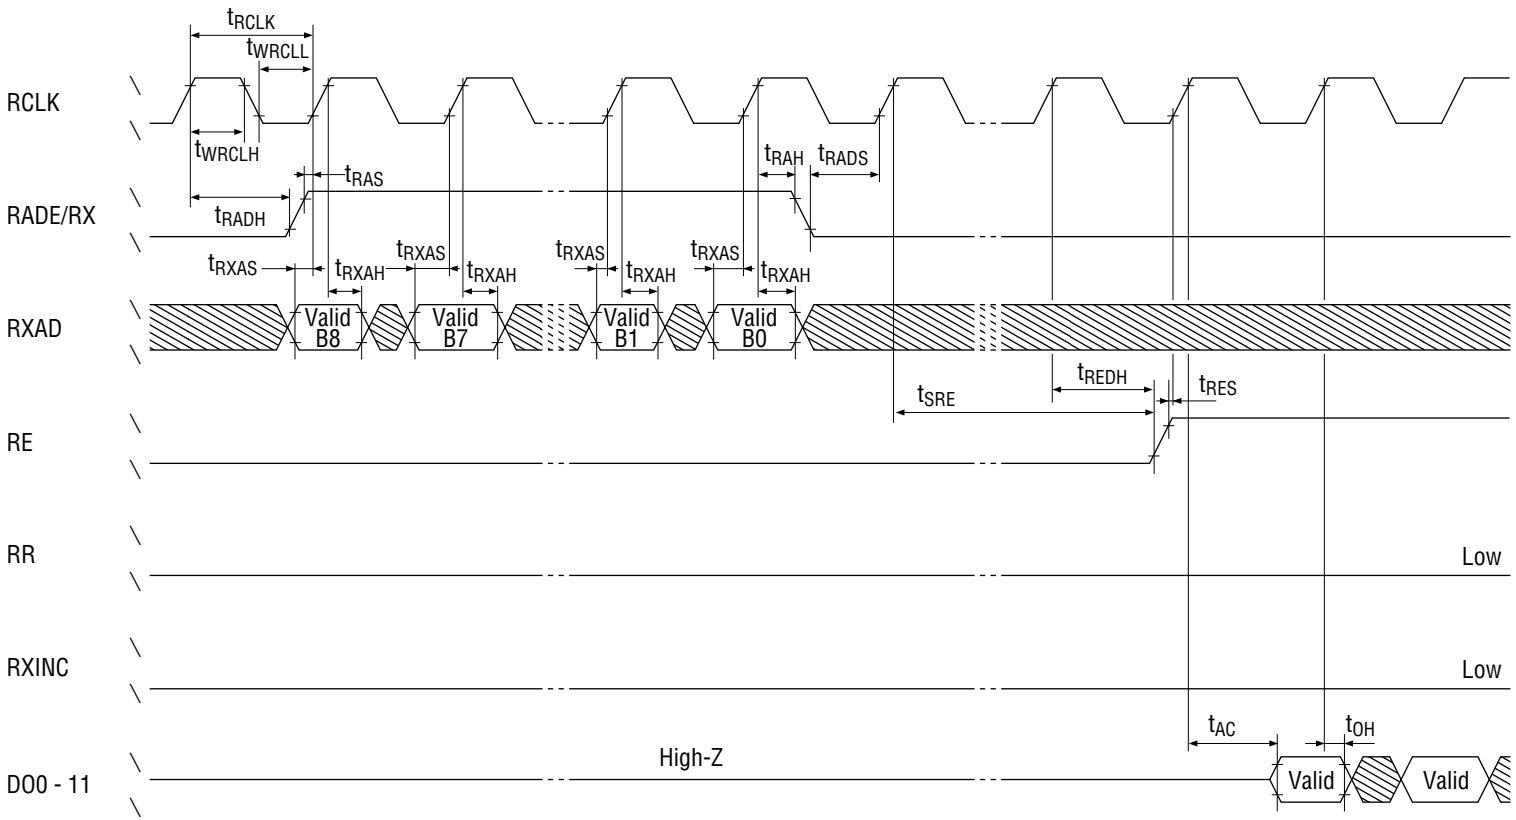 tRCLK
tWRCLL
RCLK
tWRCLH
tRAH
tRADS
tRAS
RADE/RX
tRADH
tRXAS
tRXAH
tRXAS
tRXAH
tRXAS
tRXAH
tRXAS
tRXAH
RXAD
Valid
B8
Valid
B7
Valid
B1
Valid
B0
tREDH
tRES
tSRE
RE
RR
Low
RXINC
Low
tAC
tOH
High-Z
DO0 - 11
Valid
Valid